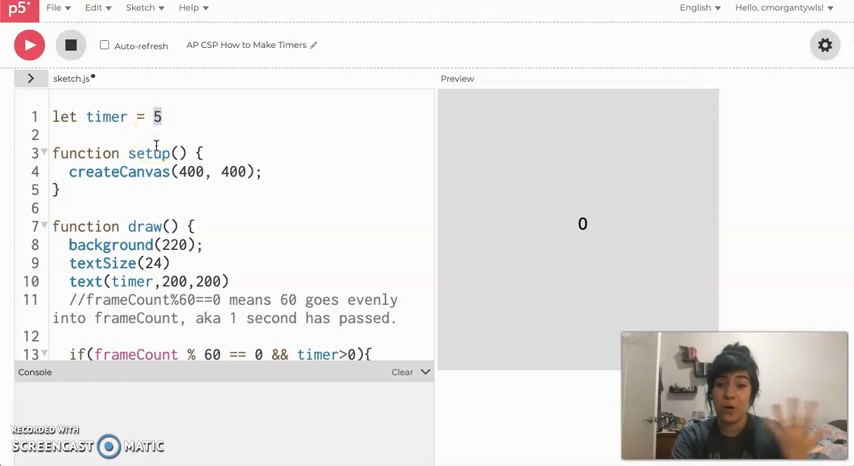 p5* File Edit Sketch Help English Hello, cmorgantywls!
Auto-refresh AP CSP How to Make Timers
sketch.js Preview
1 let timer = 5
2
3 function setup() {
4 createCanvas(400, 400);
5 }
6
7 function draw() {
8 background(220);
9 textSize(24)
10 text(timer,200,200)
11 //frameCount%60==0 means 60 goes evenly
into frameCount, aka 1 second has passed.
12
13 if(frameCount % 60 == 0 && timer>0){
0
Console Clear
RECORDED WITH
SCREENCAST MATIC